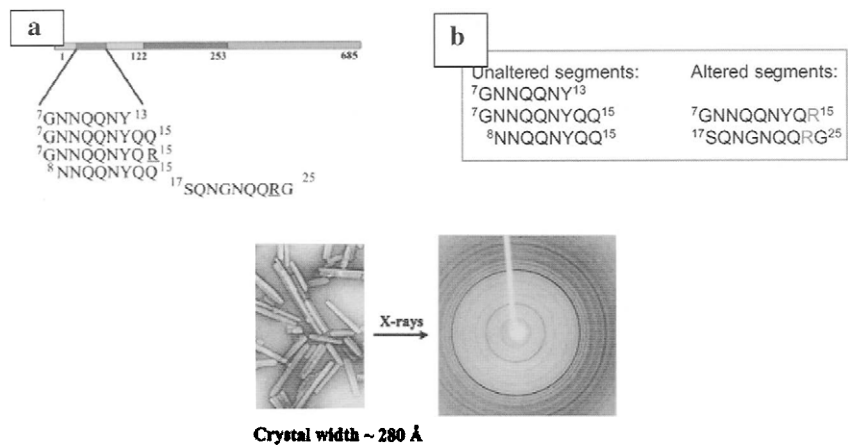 a
1 122 253 685
⁷GNNQQNY¹³
⁷GNNQQNYQQ¹⁵
⁷GNNQQNYQR¹⁵
⁸NNQQNYQQ¹⁵
¹⁷SQNGNQQRG²⁵
b
Unaltered segments: Altered segments:
⁷GNNQQNY¹³
⁷GNNQQNYQQ¹⁵ ⁷GNNQQNYQR¹⁵
⁸NNQQNYQQ¹⁵ ¹⁷SQNGNQQRG²⁵
X-rays
Crystal width ~ 280 Å